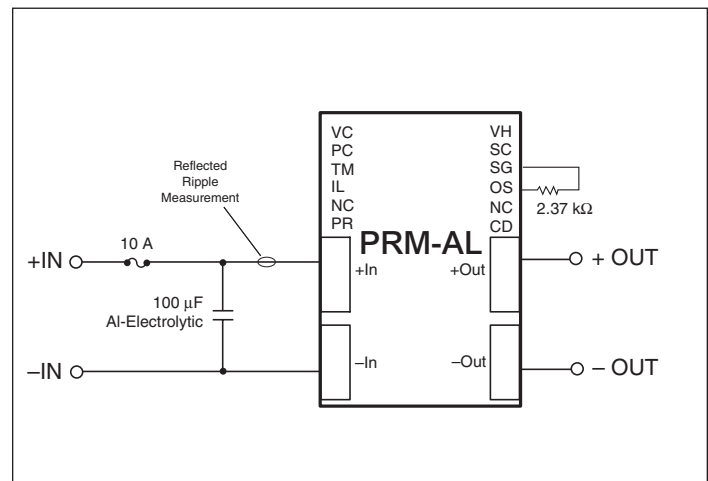 VC
PC
TM
IL
NC
PR
VH
SC
SG
OS
NC
CD
2.37 kΩ
PRM-AL
Reflected
Ripple
Measurement
10 A
+IN
+In
+Out
+ OUT
100 µF
Al-Electrolytic
–IN
–In
–Out
– OUT